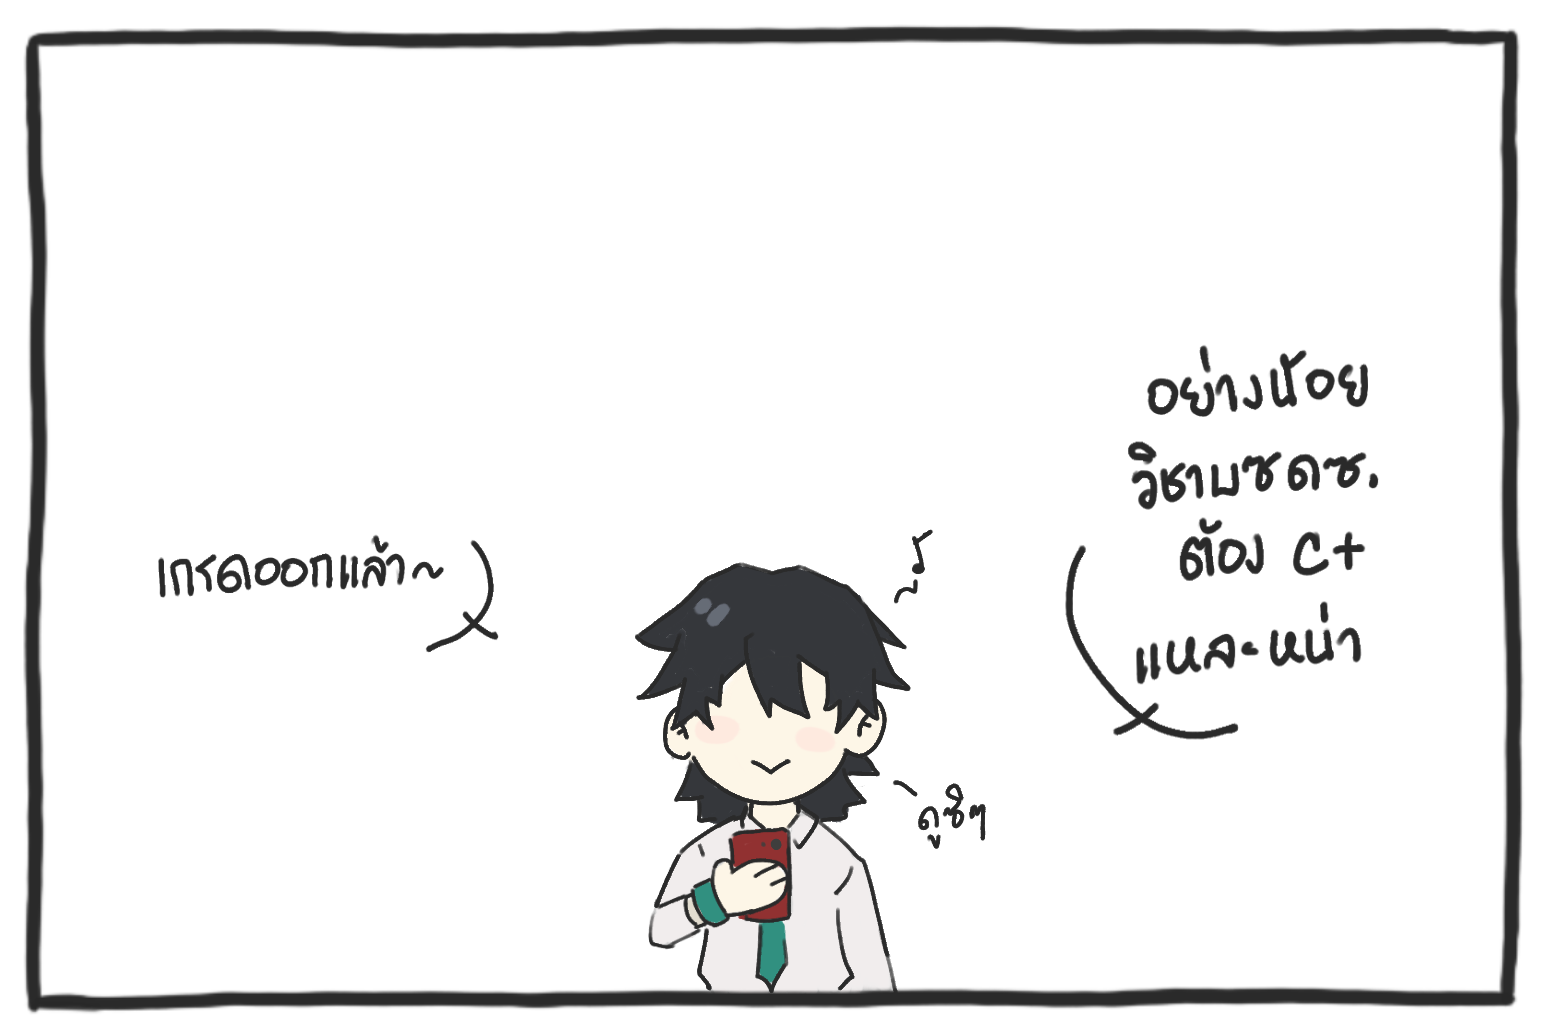 เกรดออกแล้ว~
อย่างน้อย
วิชาบซดซ.
ต้อง C+
แหละหน่า
ดูซิๆ